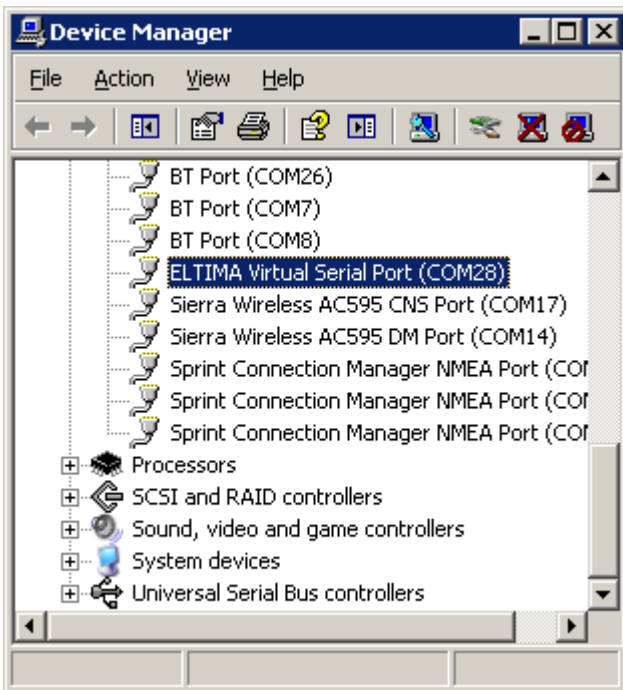 Device Manager
File Action View Help
BT Port (COM26)
BT Port (COM7)
BT Port (COM8)
ELTIMA Virtual Serial Port (COM28)
Sierra Wireless AC595 CNS Port (COM17)
Sierra Wireless AC595 DM Port (COM14)
Sprint Connection Manager NMEA Port (COM
Sprint Connection Manager NMEA Port (COM
Sprint Connection Manager NMEA Port (COM
Processors
SCSI and RAID controllers
Sound, video and game controllers
System devices
Universal Serial Bus controllers